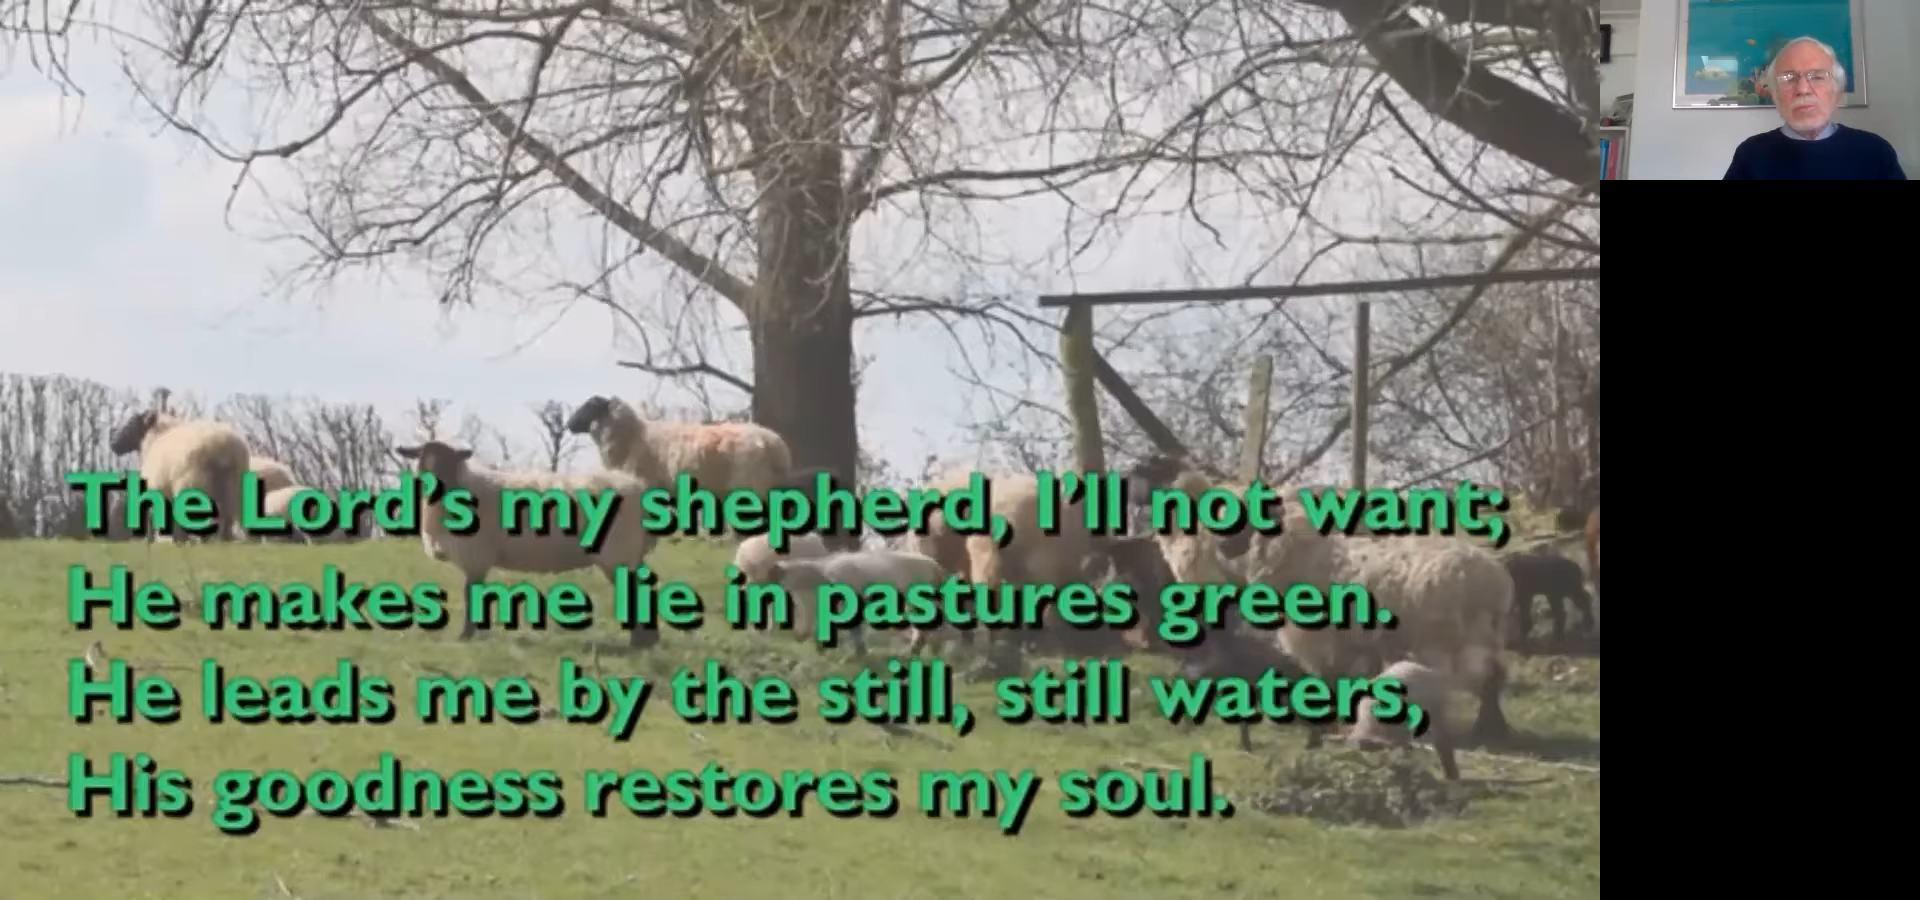 The Lord’s my shepherd, I’ll not want;
He makes me lie in pastures green.
He leads me by the still, still waters,
His goodness restores my soul.